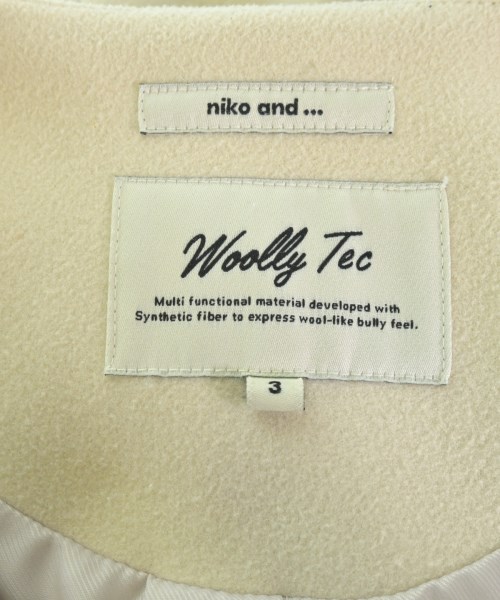 niko and ...
Woolly Tec
Multi functional material developed with
Synthetic fiber to express wool-like bully feel.
3